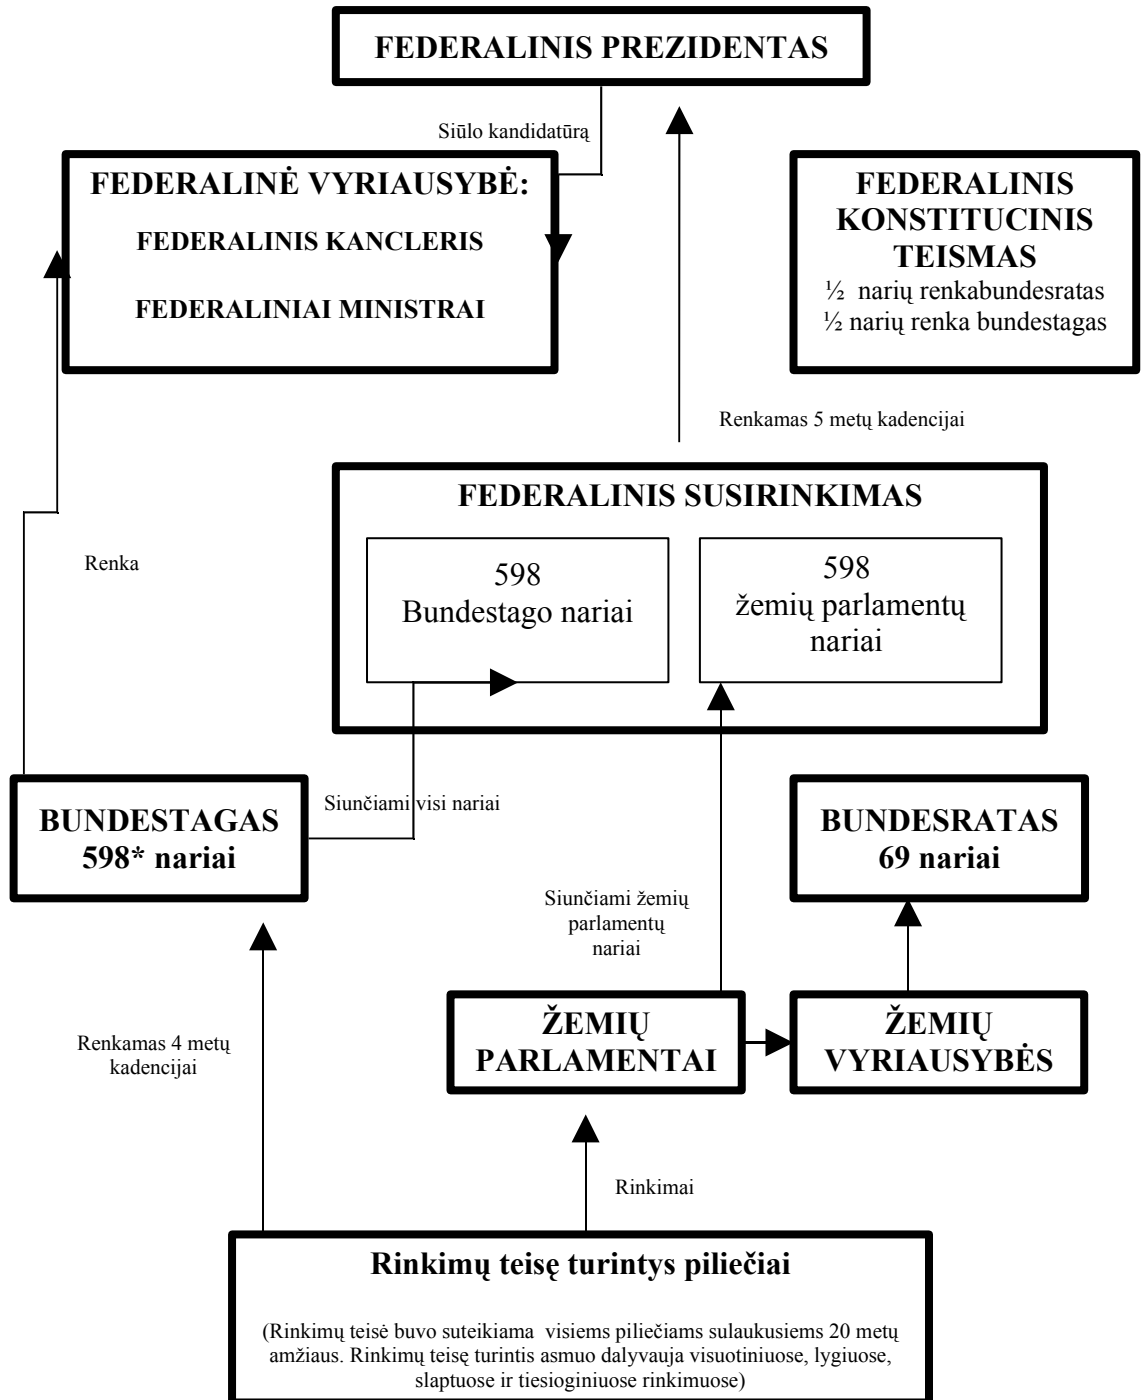 FEDERALINIS PREZIDENTAS
Siūlo kandidatūrą
FEDERALINĖ VYRIAUSYBĖ:
FEDERALINIS KANCLERIS
FEDERALINIAI MINISTRAI
FEDERALINIS
KONSTITUCINIS
TEISMAS
½ narių renkabundesratas
½ narių renka bundestagas
Renkamas 5 metų kadencijai
FEDERALINIS SUSIRINKIMAS
Renka
598
Bundestago nariai
598
žemių parlamentų
nariai
BUNDESTAGAS
598* nariai
Siunčiami visi nariai
BUNDESRATAS
69 nariai
Siunčiami žemių
parlamentų
nariai
Renkamas 4 metų
kadencijai
ŽEMIŲ
PARLAMENTAI
ŽEMIŲ
VYRIAUSYBĖS
Rinkimai
Rinkimų teisę turintys piliečiai
(Rinkimų teisė buvo suteikiama visiems piliečiams sulaukusiems 20 metų
amžiaus. Rinkimų teisę turintis asmuo dalyvauja visuotiniuose, lygiuose,
slaptuose ir tiesioginiuose rinkimuose)